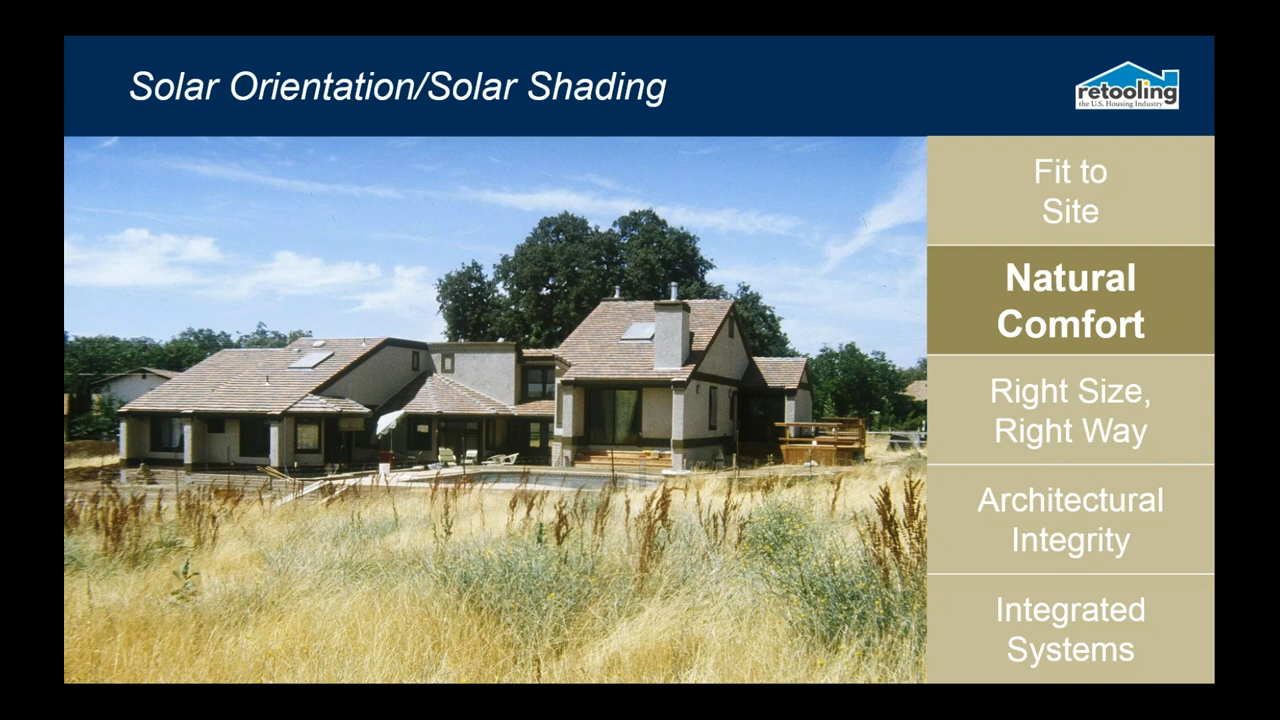 Solar Orientation/Solar Shading
retooling
the U.S. Housing Industry
Fit to
Site
Natural
Comfort
Right Size,
Right Way
Architectural
Integrity
Integrated
Systems